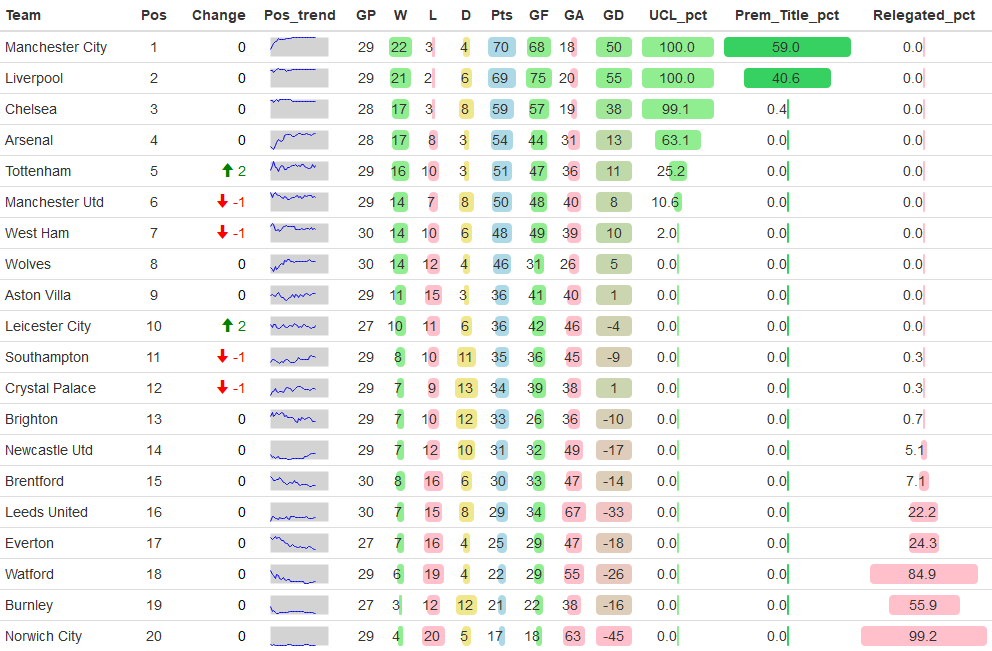 Team Pos Change Pos_trend GP W L D Pts GF GA GD UCL_pct Prem_Title_pct Relegated_pct
Manchester City 1 0 29 22 3 4 70 68 18 50 100.0 59.0 0.0
Liverpool 2 0 29 21 2 6 69 75 20 55 100.0 40.6 0.0
Chelsea 3 0 28 17 3 8 59 57 19 38 99.1 0.4 0.0
Arsenal 4 0 28 17 8 3 54 44 31 13 63.1 0.0 0.0
Tottenham 5 2 29 16 10 3 51 47 36 11 25.2 0.0 0.0
Manchester Utd 6 -1 29 14 7 8 50 48 40 8 10.6 0.0 0.0
West Ham 7 -1 30 14 10 6 48 49 39 10 2.0 0.0 0.0
Wolves 8 0 30 14 12 4 46 31 26 5 0.0 0.0 0.0
Aston Villa 9 0 29 11 15 3 36 41 40 1 0.0 0.0 0.0
Leicester City 10 2 27 10 11 6 36 42 46 -4 0.0 0.0 0.0
Southampton 11 -1 29 8 10 11 35 36 45 -9 0.0 0.0 0.3
Crystal Palace 12 -1 29 7 9 13 34 39 38 1 0.0 0.0 0.3
Brighton 13 0 29 7 10 12 33 26 36 -10 0.0 0.0 0.7
Newcastle Utd 14 0 29 7 12 10 31 32 49 -17 0.0 0.0 5.1
Brentford 15 0 30 8 16 6 30 33 47 -14 0.0 0.0 7.1
Leeds United 16 0 30 7 15 8 29 34 67 -33 0.0 0.0 22.2
Everton 17 0 27 7 16 4 25 29 47 -18 0.0 0.0 24.3
Watford 18 0 29 6 19 4 22 29 55 -26 0.0 0.0 84.9
Burnley 19 0 27 3 12 12 21 22 38 -16 0.0 0.0 55.9
Norwich City 20 0 29 4 20 5 17 18 63 -45 0.0 0.0 99.2